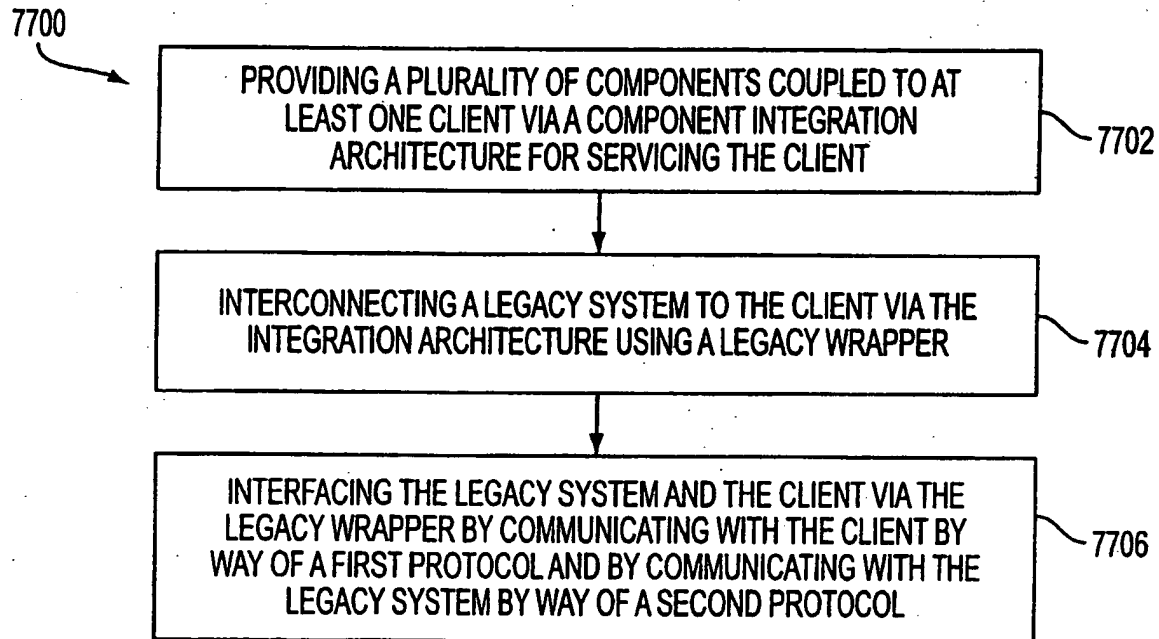 7700
PROVIDING A PLURALITY OF COMPONENTS COUPLED TO AT
LEAST ONE CLIENT VIA A COMPONENT INTEGRATION
ARCHITECTURE FOR SERVICING THE CLIENT
7702
INTERCONNECTING A LEGACY SYSTEM TO THE CLIENT VIA THE
INTEGRATION ARCHITECTURE USING A LEGACY WRAPPER
7704
INTERFACING THE LEGACY SYSTEM AND THE CLIENT VIA THE
LEGACY WRAPPER BY COMMUNICATING WITH THE CLIENT BY
WAY OF A FIRST PROTOCOL AND BY COMMUNICATING WITH THE
LEGACY SYSTEM BY WAY OF A SECOND PROTOCOL
7706